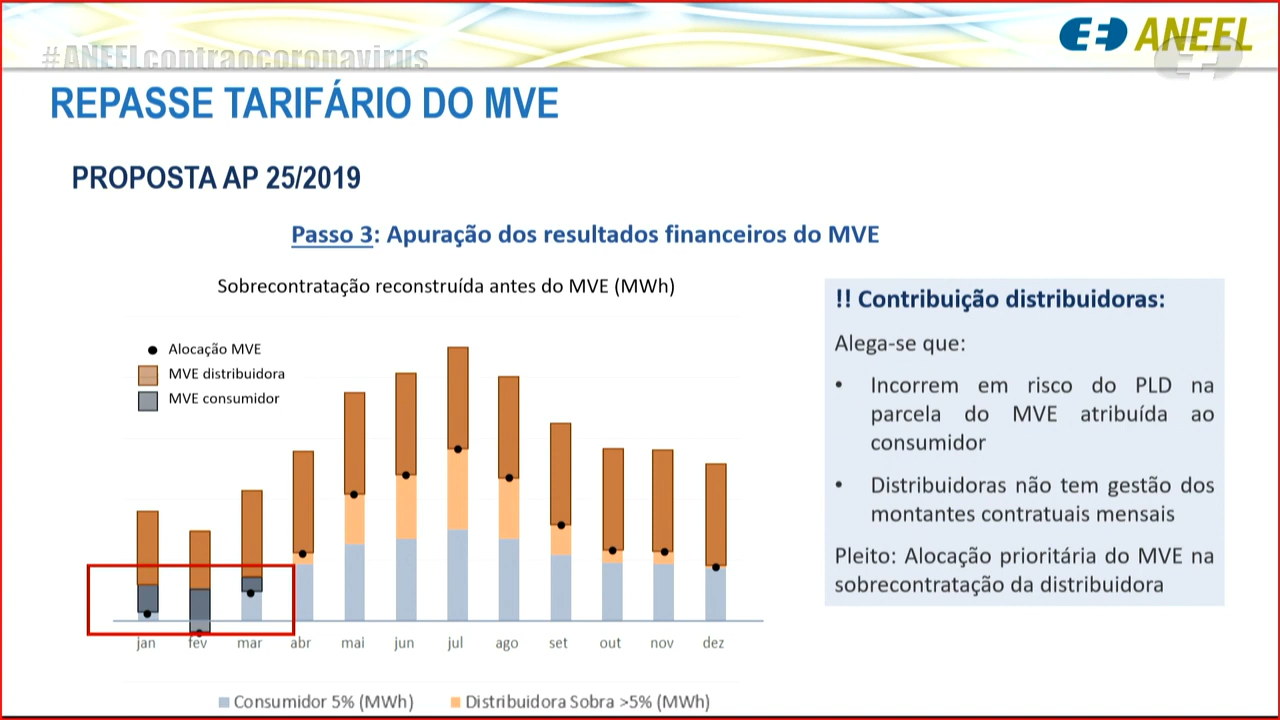 #ANEELcontraocoronavirus
ANEEL
REPASSE TARIFÁRIO DO MVE
PROPOSTA AP 25/2019
Passo 3: Apuração dos resultados financeiros do MVE
Sobrecontratação reconstruída antes do MVE (MWh)
Alocação MVE
MVE distribuidora
MVE consumidor
jan fev mar abr mai jun jul ago set out nov dez
Consumidor 5% (MWh) Distribuidora Sobra >5% (MWh)
!! Contribuição distribuidoras:
Alega-se que:
• Incorrem em risco do PLD na
parcela do MVE atribuída ao
consumidor
• Distribuidoras não tem gestão dos
montantes contratuais mensais
Pleito: Alocação prioritária do MVE na
sobrecontratação da distribuidora